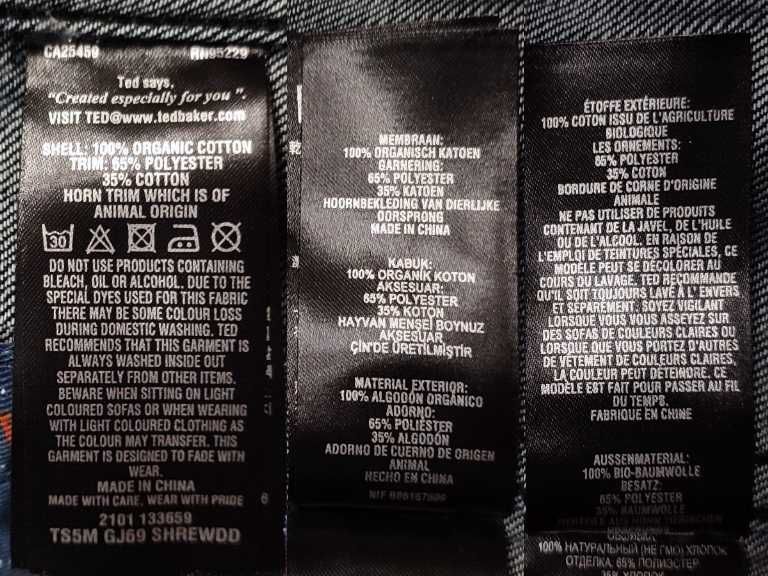 CA25459 RN95229
Ted says,
"Created especially for you".
VISIT TED@www.tedbaker.com
SHELL: 100% ORGANIC COTTON
TRIM: 65% POLYESTER
35% COTTON
HORN TRIM WHICH IS OF
ANIMAL ORIGIN
30
DO NOT USE PRODUCTS CONTAINING
BLEACH, OIL OR ALCOHOL. DUE TO THE
SPECIAL DYES USED FOR THIS FABRIC
THERE MAY BE SOME COLOUR LOSS
DURING DOMESTIC WASHING. TED
RECOMMENDS THAT THIS GARMENT IS
ALWAYS WASHED INSIDE OUT
SEPARATELY FROM OTHER ITEMS.
BEWARE WHEN SITTING ON LIGHT
COLOURED SOFAS OR WHEN WEARING
WITH LIGHT COLOURED CLOTHING AS
THE COLOUR MAY TRANSFER. THIS
GARMENT IS DESIGNED TO FADE WITH
WEAR.
MADE IN CHINA
MADE WITH CARE, WEAR WITH PRIDE 6
2101 133659
TS5M GJ69 SHREWDD
MEMBRAAN:
100% ORGANISCH KATOEN
GARNERING:
65% POLYESTER
35% KATOEN
HOORNBEKLEDING VAN DIERLIJKE
OORSPRONG
MADE IN CHINA
KABUK:
100% ORGANİK KOTON
AKSESUAR:
65% POLYESTER
35% KOTON
HAYVAN MENŞEİ BOYNUZ
AKSESUAR
ÇİN'DE ÜRETİLMİŞTİR
MATERIAL EXTERIOR:
100% ALGODÓN ORGÁNICO
ADORNO:
65% POLYESTER
35% ALGODÓN
ADORNO DE CUERNO DE ORIGEN
ANIMAL
HECHO EN CHINA
NIF
ÉTOFFE EXTÉRIEURE:
100% COTON ISSU DE L'AGRICULTURE
BIOLOGIQUE
LES ORNEMENTS:
65% POLYESTER
35% COTON
BORDURE DE CORNE D'ORIGINE
ANIMALE
NE PAS UTILISER DE PRODUITS
CONTENANT DE LA JAVEL, DE L'HUILE
OU DE L'ALCOOL. EN RAISON DE
L'EMPLOI DE TEINTURES SPÉCIALES, CE
MODÈLE PEUT SE DÉCOLORER AU
COURS DU LAVAGE. TED RECOMMANDE
QU'IL SOIT TOUJOURS LAVÉ À L'ENVERS
ET SÉPAREMENT. SOYEZ VIGILANT
LORSQUE VOUS VOUS ASSEYEZ SUR
DES SOFAS DE COULEURS CLAIRES OU
LORSQUE VOUS PORTEZ D'AUTRES
DE VETEMENT DE COULEURS CLAIRES,
LA COULEUR PEUT DÉTEINDRE. CE
MODÈLE EST FAIT POUR PASSER AU FIL
DU TEMPS.
FABRIQUE EN CHINE
AUSSENMATERIAL:
100% BIO-BAUMWOLLE
BESATZ:
65% POLYESTER
35% BAUMWOLLE
100% НАТУРАЛЬНЫЙ (НЕ ГМО) ХЛОПОК
ОТДЕЛКА: 65% ПОЛИЭСТЕР
35% ХЛОПОК